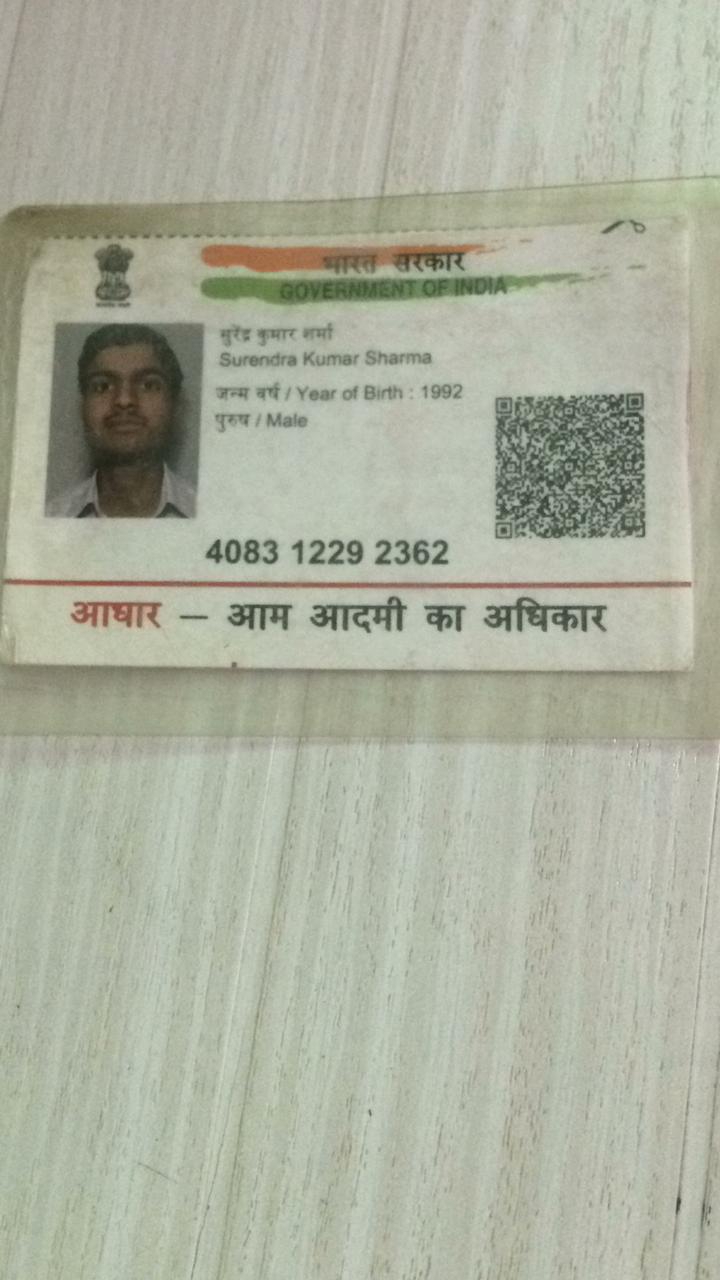 भारत सरकार
GOVERNMENT OF INDIA
सुरेंद्र कुमार शर्मा
Surendra Kumar Sharma
जन्म वर्ष / Year of Birth : 1992
पुरुष / Male
4083 1229 2362
आधार — आम आदमी का अधिकार